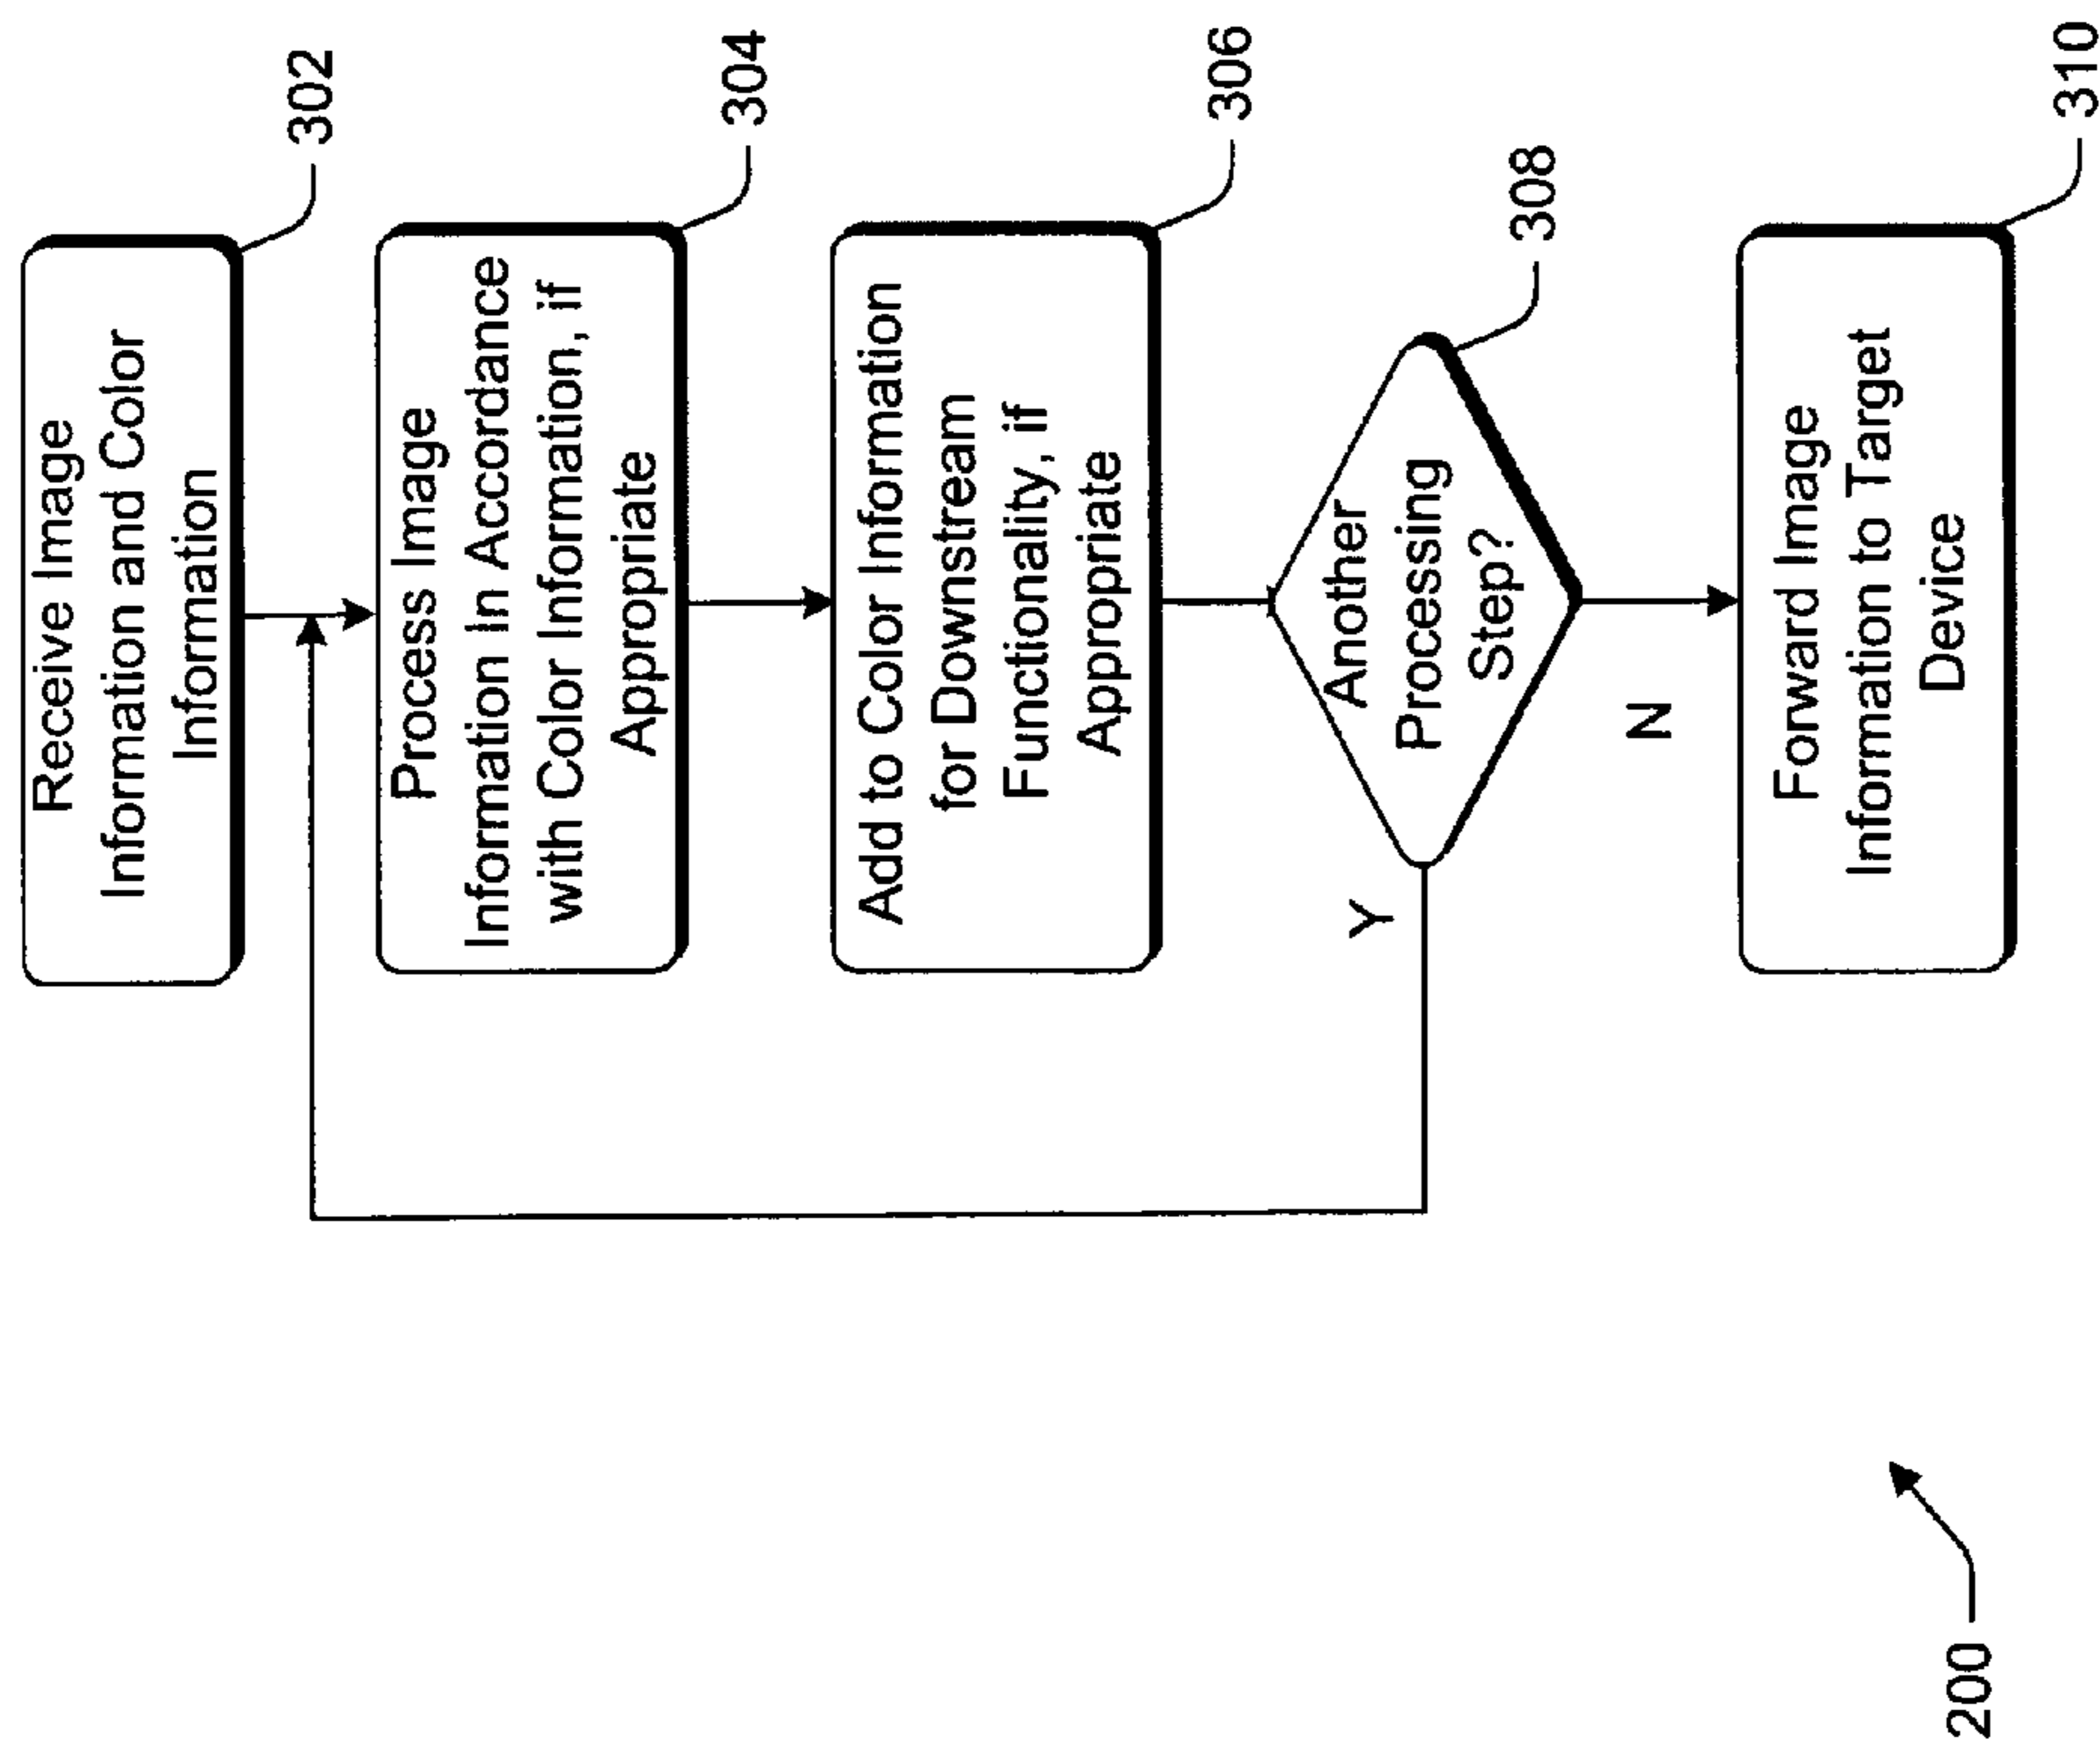 Receive Image
Information and Color
Information
302
Process Image
Information In Accordance
with Color Information, if
Appropriate
304
Add to Color Information
for Downstream
Functionality, if
Appropriate
306
Another
Processing
Step?
308
Y
N
Forward Image
Information to Target
Device
310
200